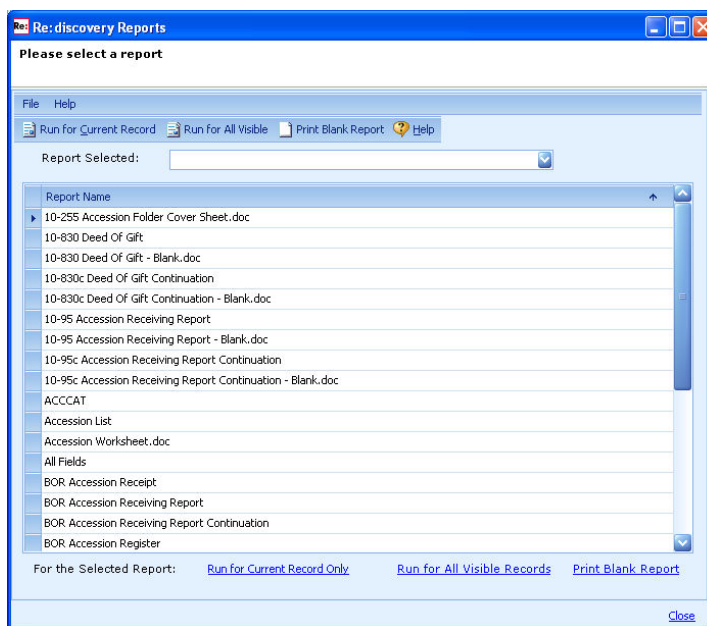 Re: Re:discovery Reports
Please select a report
File Help
Run for Current Record Run for All Visible Print Blank Report Help
Report Selected:
Report Name
10-255 Accession Folder Cover Sheet.doc
10-830 Deed Of Gift
10-830 Deed Of Gift - Blank.doc
10-830c Deed Of Gift Continuation
10-830c Deed Of Gift Continuation - Blank.doc
10-95 Accession Receiving Report
10-95 Accession Receiving Report - Blank.doc
10-95c Accession Receiving Report Continuation
10-95c Accession Receiving Report Continuation - Blank.doc
ACCCAT
Accession List
Accession Worksheet.doc
All Fields
BOR Accession Receipt
BOR Accession Receiving Report
BOR Accession Receiving Report Continuation
BOR Accession Register
For the Selected Report: Run for Current Record Only Run for All Visible Records Print Blank Report
Close